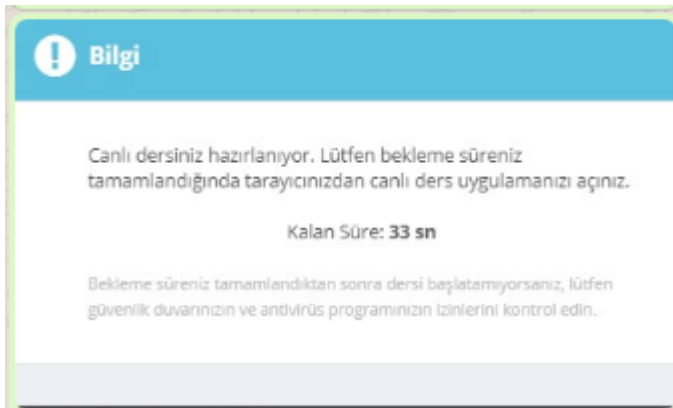 Bilgi
Canlı dersiniz hazırlanıyor. Lütfen bekleme süreniz
tamamlandığında tarayıcınızdan canlı ders uygulamanızı açınız.
Kalan Süre: 33 sn
Bekleme süreniz tamamlandıktan sonra dersi başlatamıyorsanız, lütfen
güvenlik duvarınızın ve antivirüs programınızın izinlerini kontrol edin.